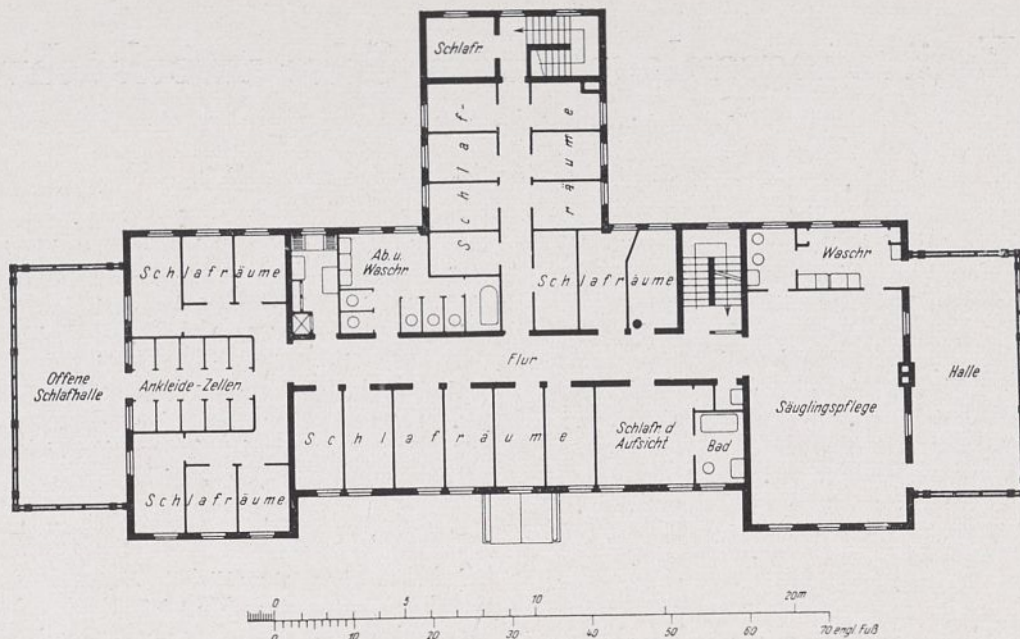 Schlafr.
Schlaf-
räume
Schlafräume
Ab. u.
Waschr.
Schlafräume
Waschr.
Offene
Schlafhalle
Ankleide-Zellen
Flur
Säuglingspflege
Halle
Schlafräume
Schlafr. d.
Aufsicht
Bad
Schlafräume
0 5 10 20m
0 10 20 30 40 50 60 70 engl. Fuß